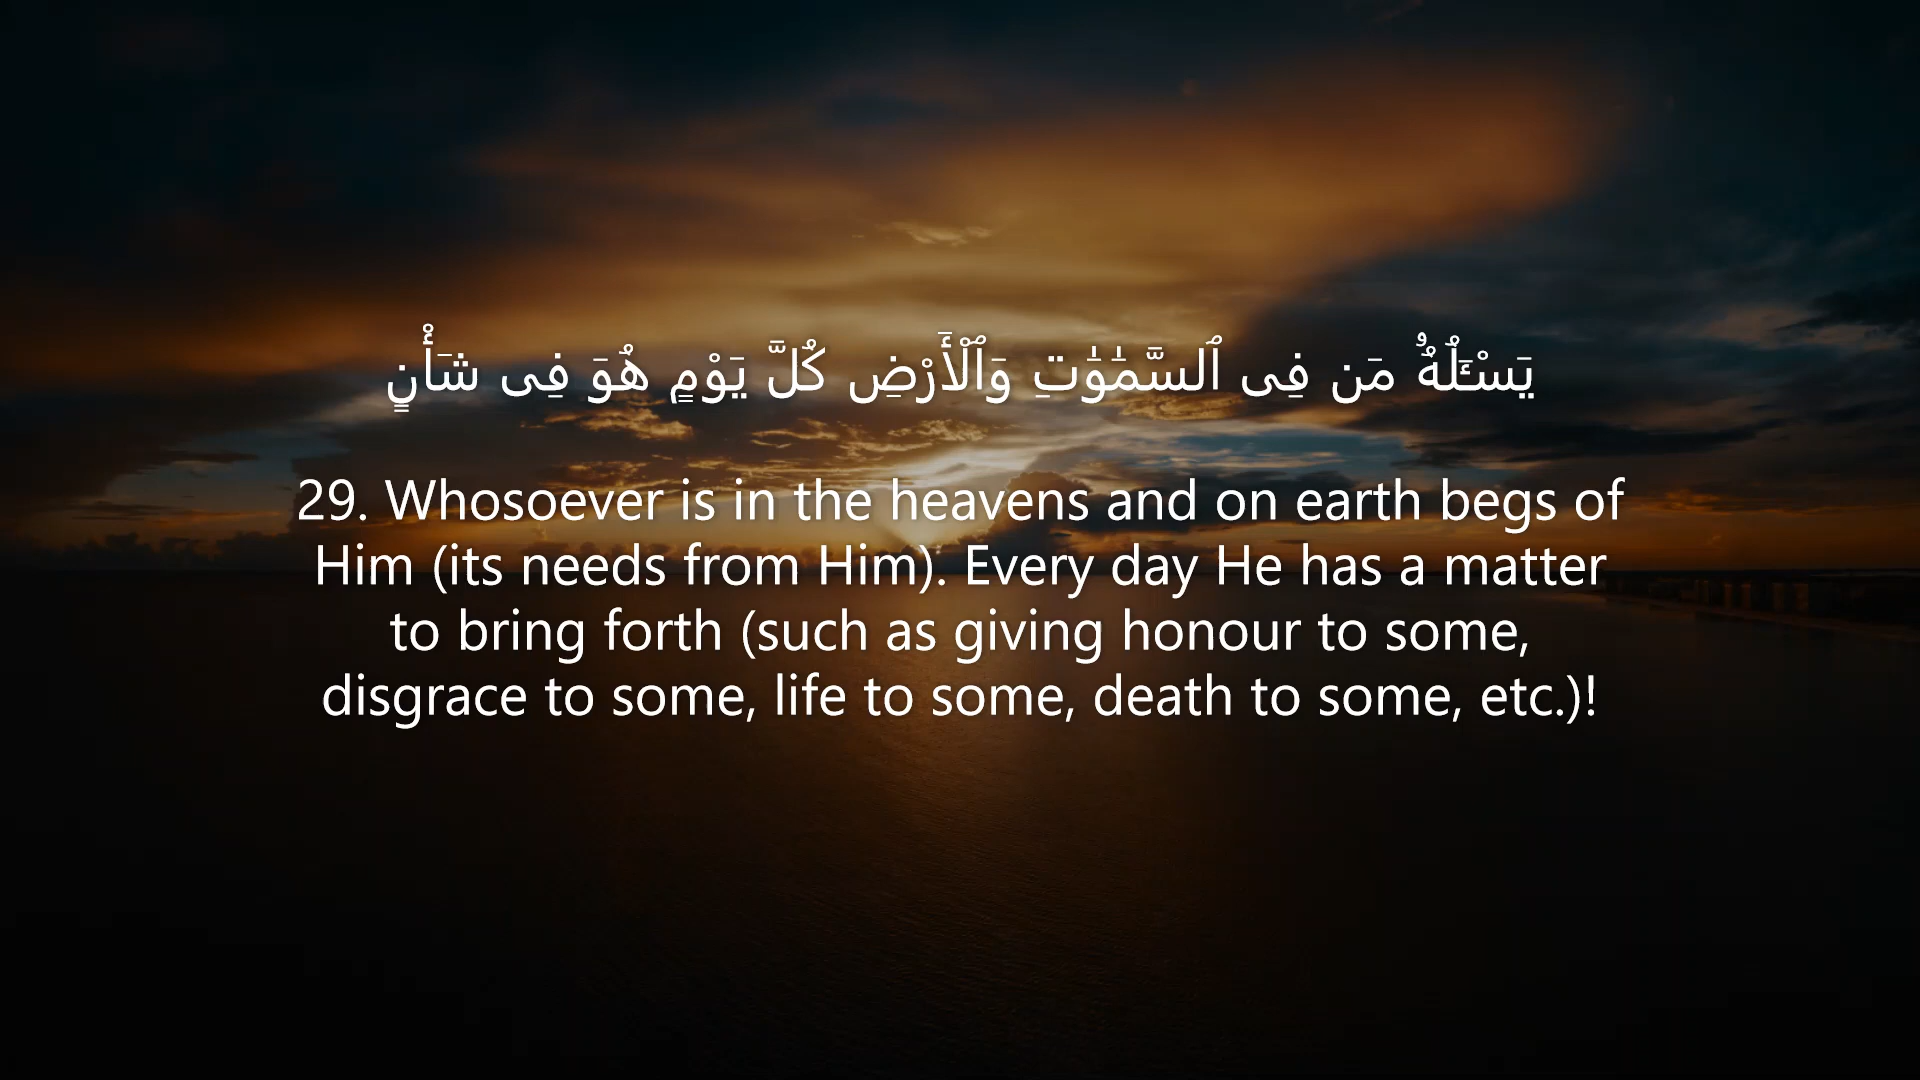 يَسْـَٔلُهُۥ مَن فِى ٱلسَّمَٰوَٰتِ وَٱلْأَرْضِ كُلَّ يَوْمٍ هُوَ فِى شَأْنٍ
29. Whosoever is in the heavens and on earth begs of
Him (its needs from Him). Every day He has a matter
to bring forth (such as giving honour to some,
disgrace to some, life to some, death to some, etc.)!